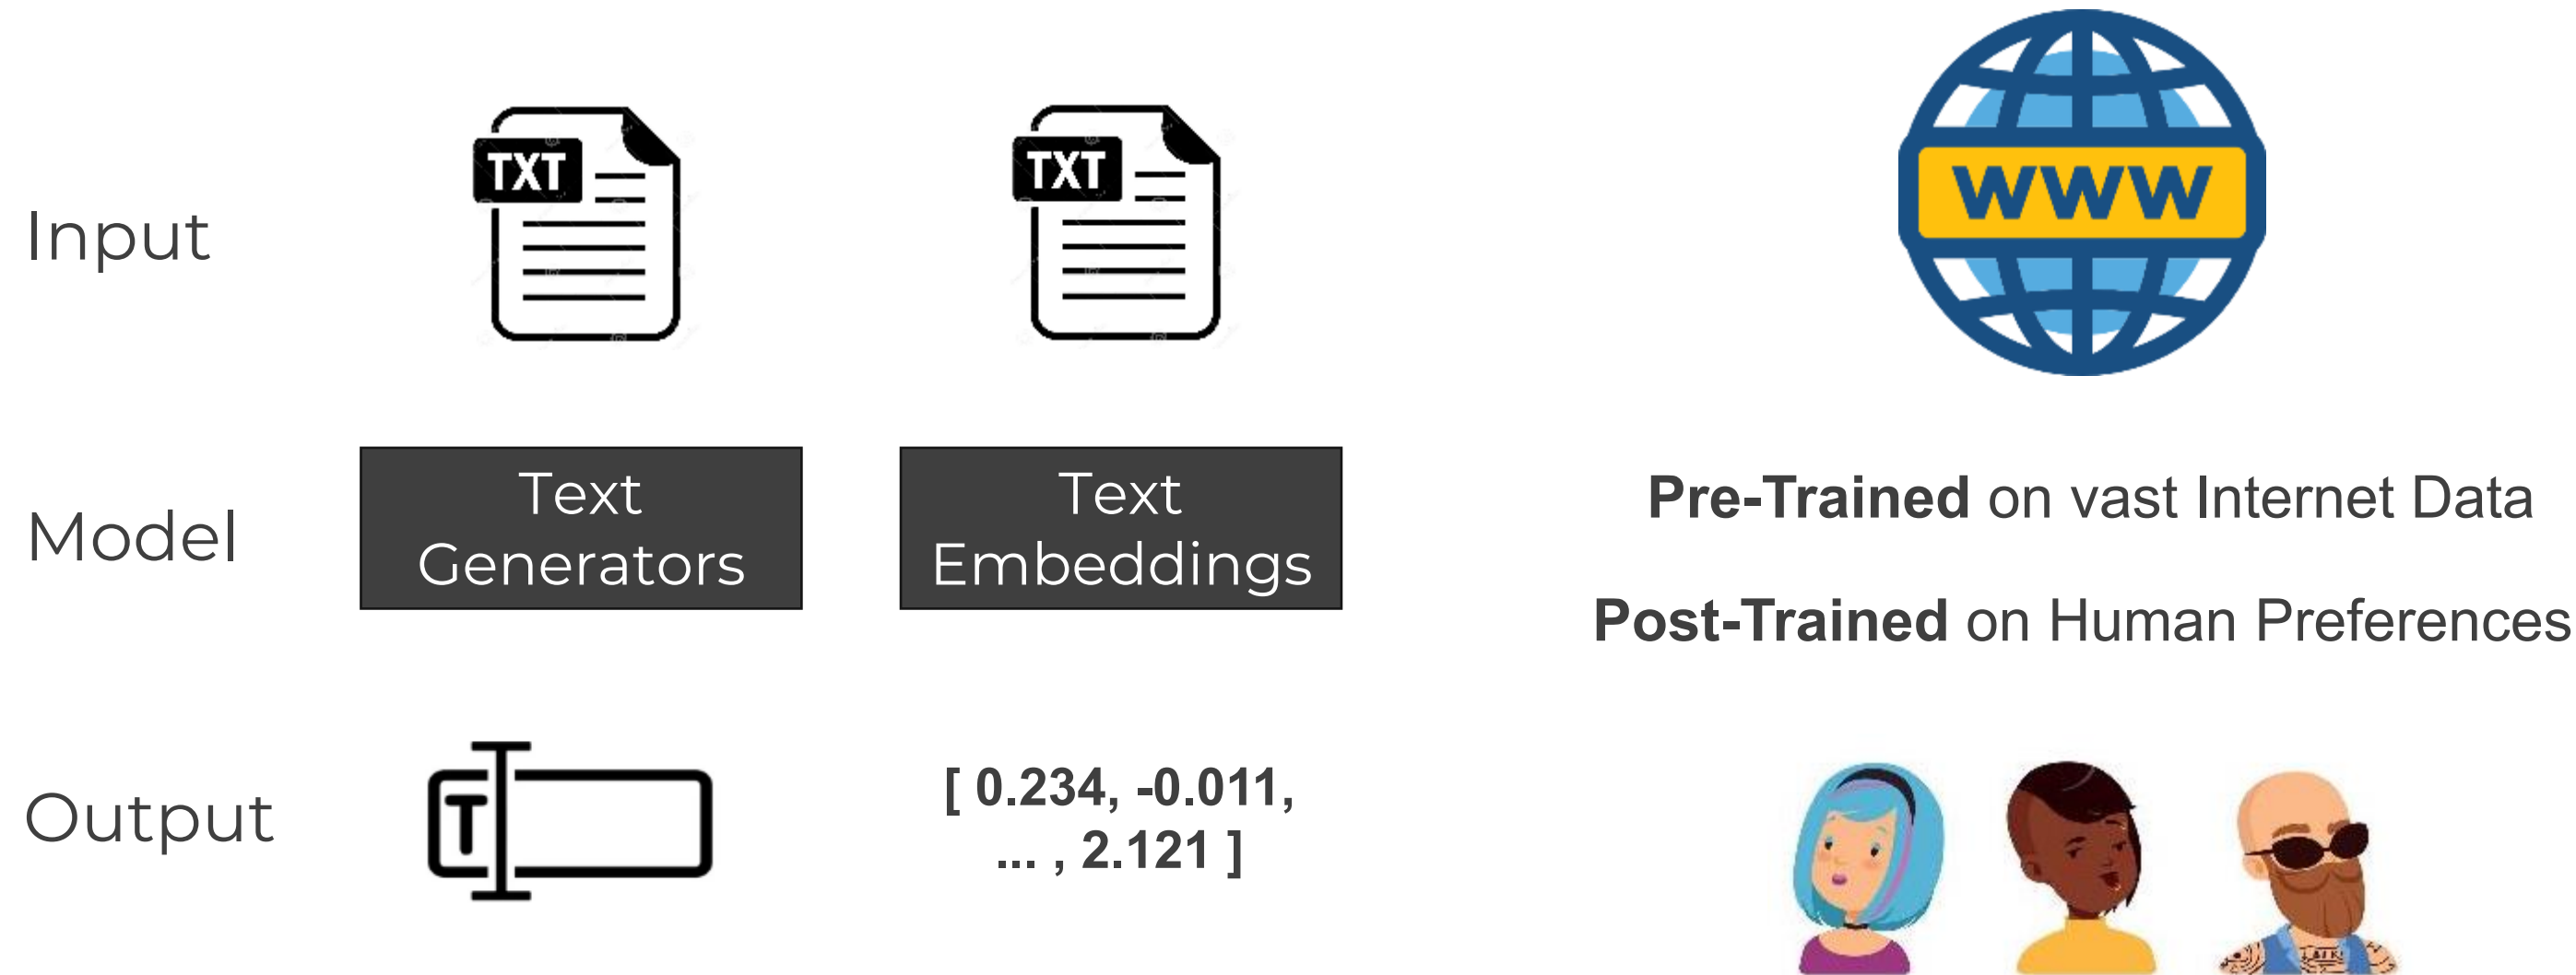 Input
TXT
TXT
WWW
Model
Text
Generators
Text
Embeddings
Pre-Trained on vast Internet Data
Post-Trained on Human Preferences
Output
T
[ 0.234, -0.011,
... , 2.121 ]